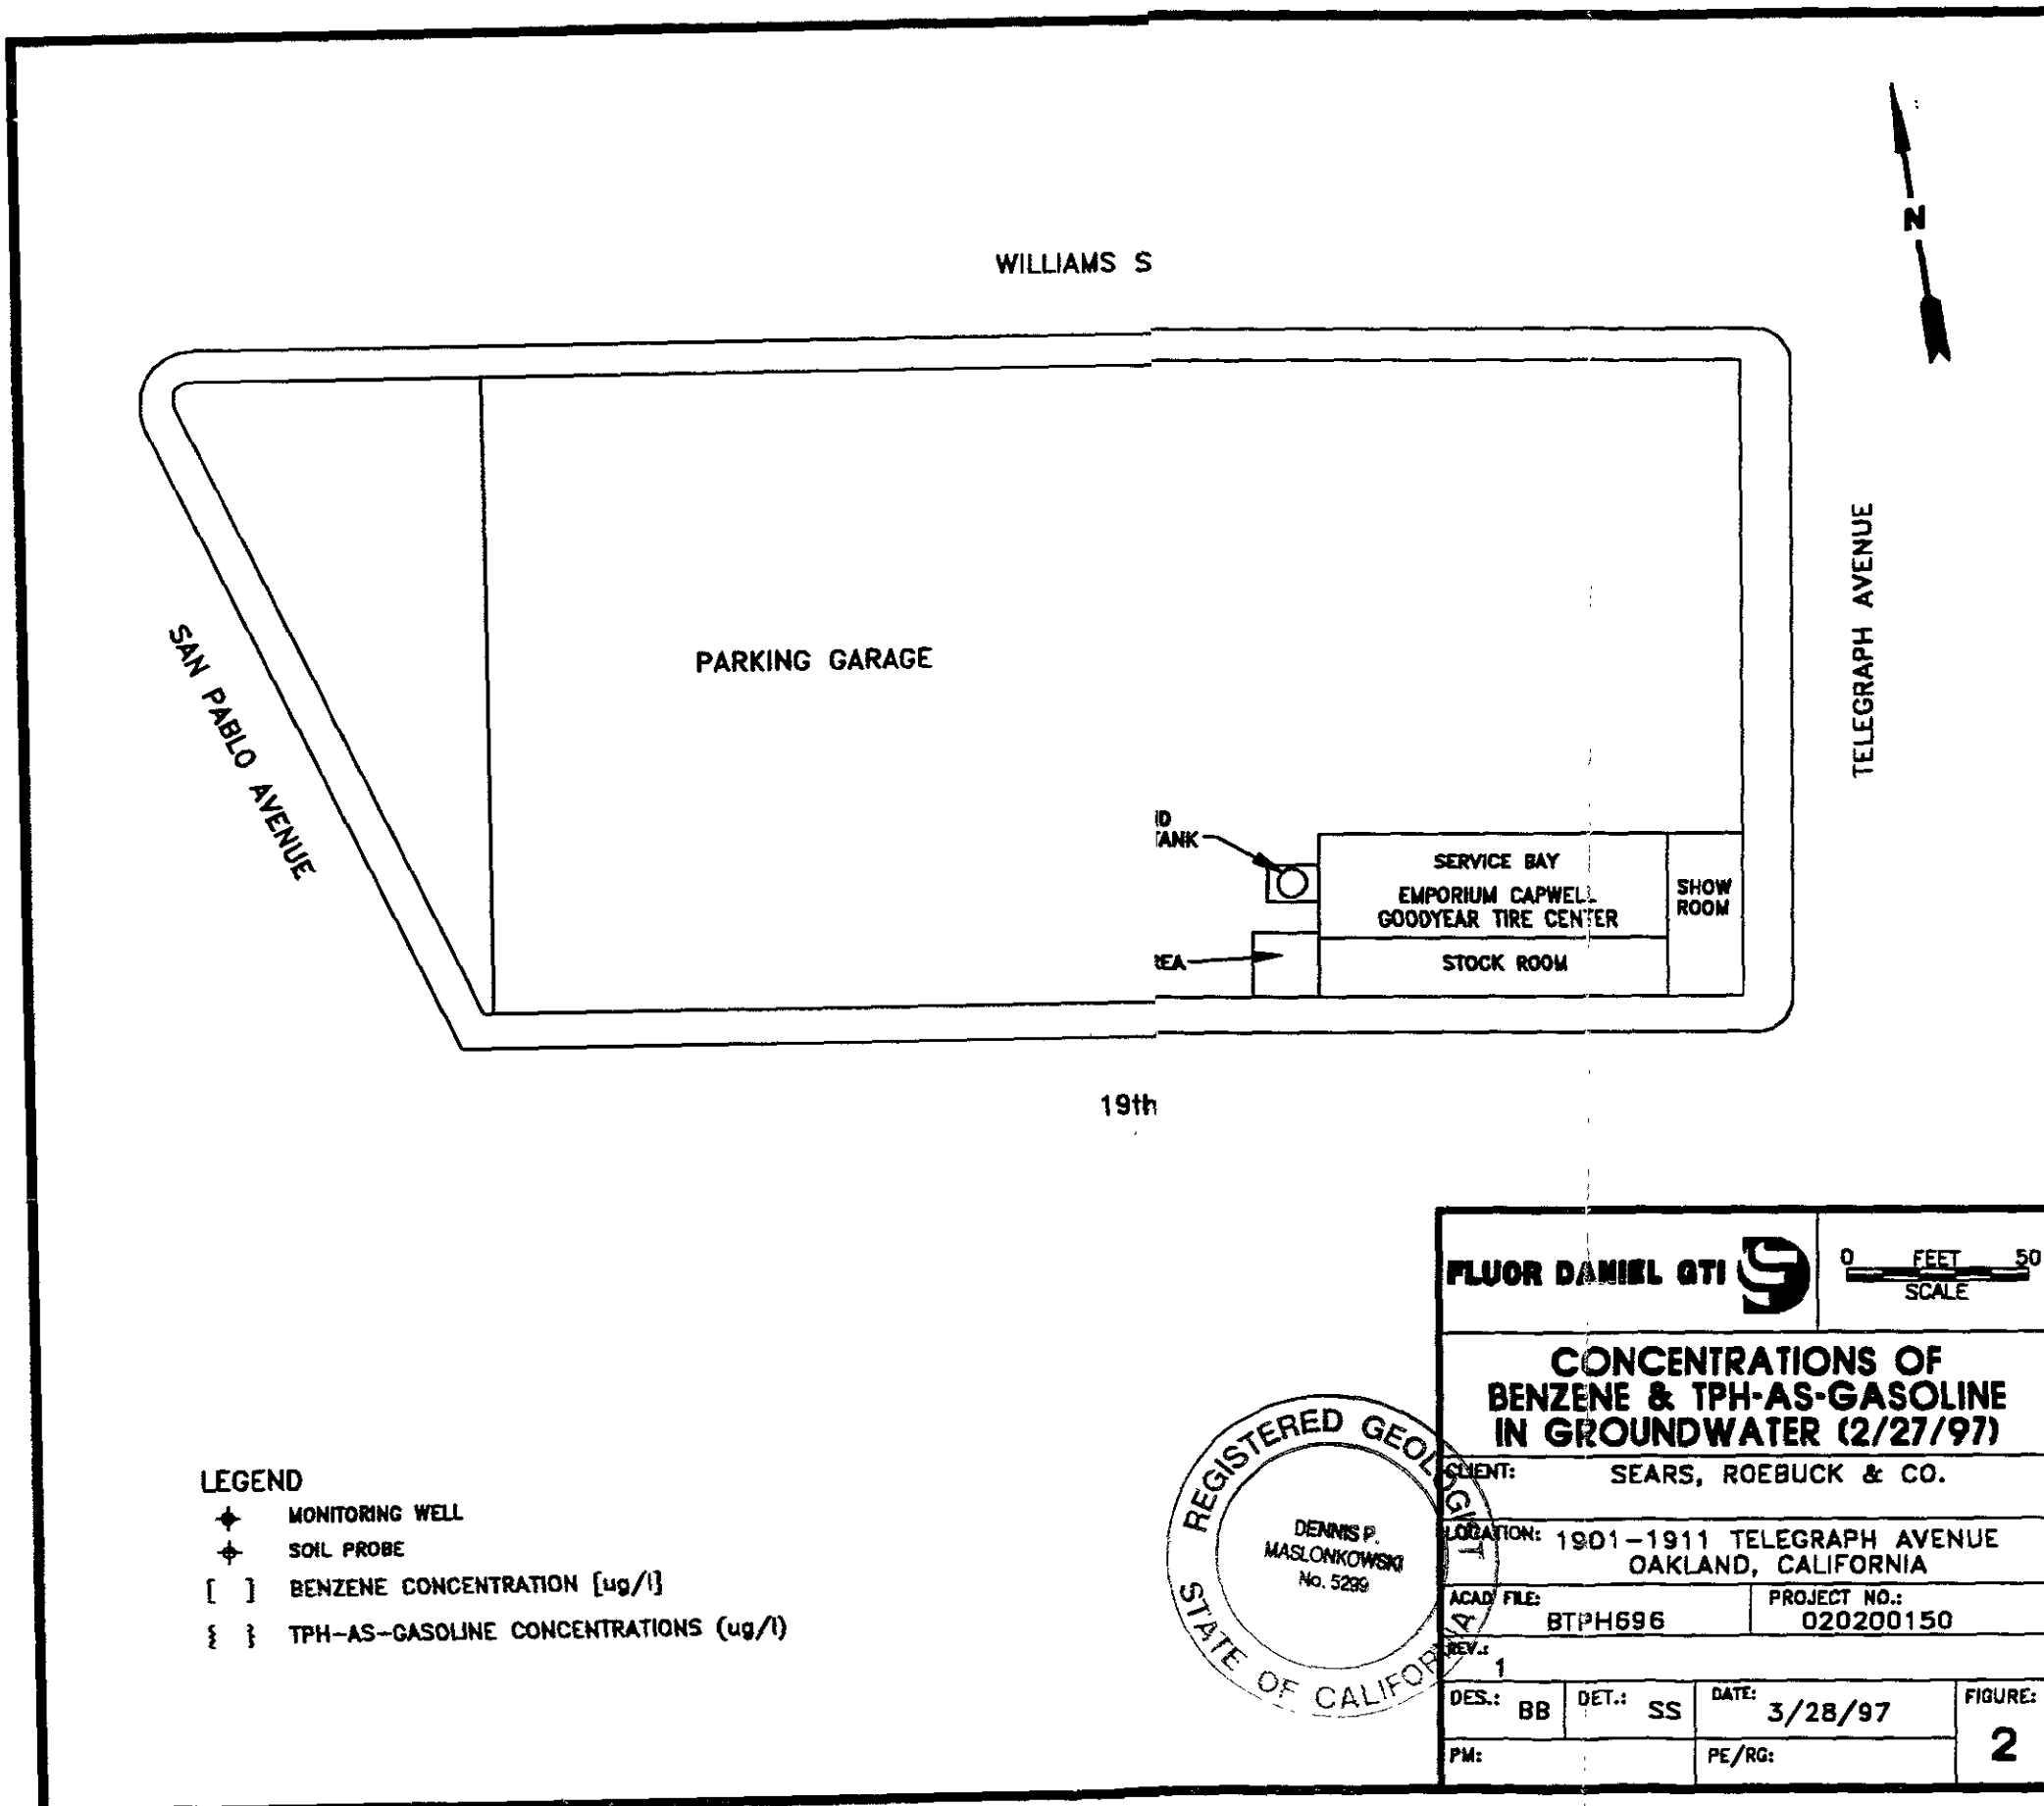 N
WILLIAMS S
TELEGRAPH AVENUE
SAN PABLO AVENUE
PARKING GARAGE
SERVICE BAY
EMPORIUM CAPWELL
GOODYEAR TIRE CENTER
SHOW
ROOM
STOCK ROOM
ANK
EA
19th
FLUOR DANIEL GTI
0 FEET 50
SCALE
CONCENTRATIONS OF
BENZENE & TPH-AS-GASOLINE
IN GROUNDWATER (2/27/97)
CLIENT: SEARS, ROEBUCK & CO.
LOCATION: 1901-1911 TELEGRAPH AVENUE
OAKLAND, CALIFORNIA
ACAD FILE: BTPH696
PROJECT NO.: 020200150
REV.: 1
DES.: BB DET.: SS DATE: 3/28/97 FIGURE: 2
PM: PE/RG:
REGISTERED GEOLOGIST
DENNIS P.
MASLONKOWSKI
No. 5299
STATE OF CALIFORNIA
LEGEND
MONITORING WELL
SOIL PROBE
[ ] BENZENE CONCENTRATION [ug/l]
{ } TPH-AS-GASOLINE CONCENTRATIONS (ug/l)